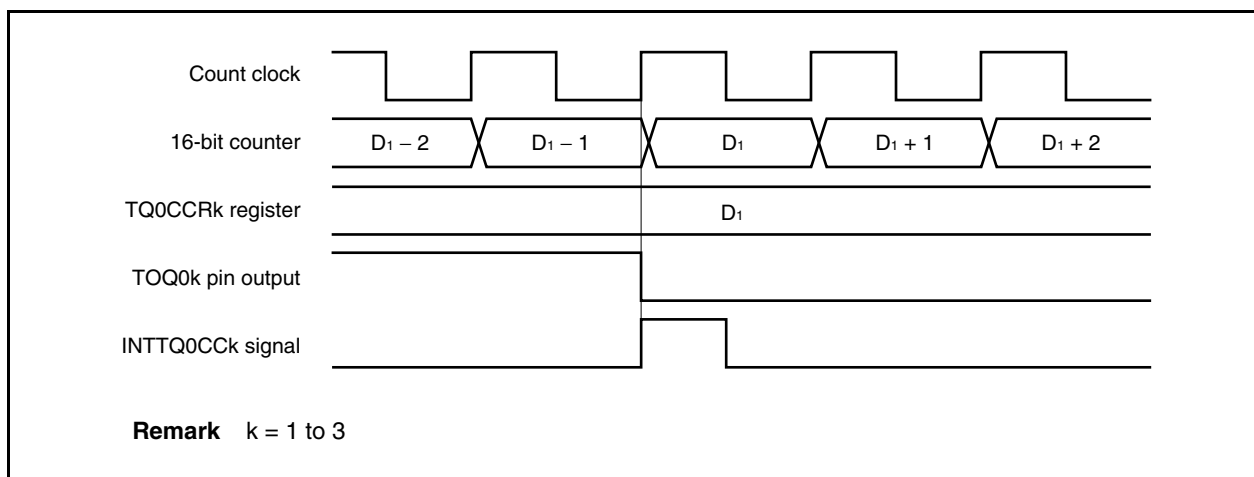 Count clock
16-bit counter D₁ − 2 D₁ − 1 D₁ D₁ + 1 D₁ + 2
TQ0CCRk register D₁
TOQ0k pin output
INTTQ0CCk signal
Remark k = 1 to 3